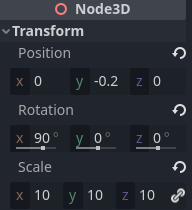 Node3D
Transform
Position
x 0 y -0.2 z 0
Rotation
x 90 ° y 0 ° z 0 °
Scale
x 10 y 10 z 10